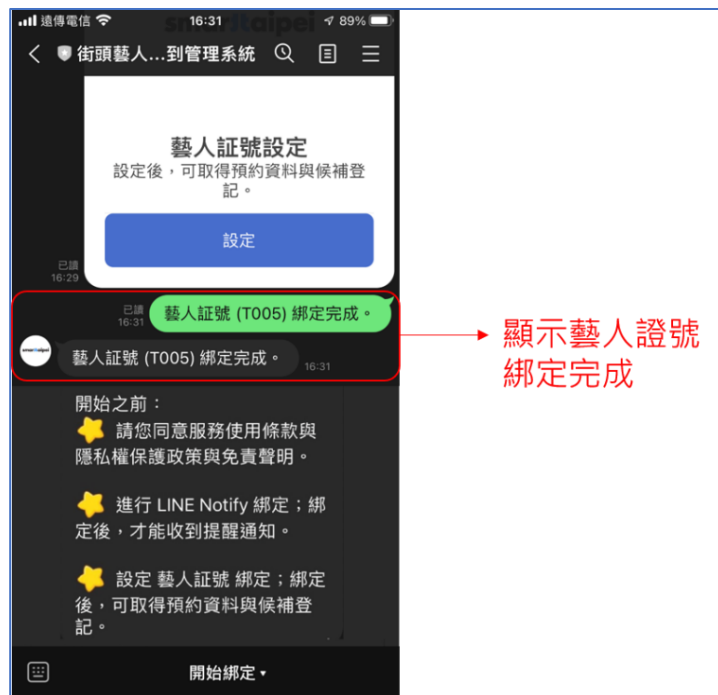 遠傳電信
16:31
89%
smartaipei
街頭藝人...到管理系統
藝人証號設定
設定後，可取得預約資料與候補登
記。
設定
已讀
16:29
已讀
16:31
藝人証號 (T005) 綁定完成。
smartaipei
藝人証號 (T005) 綁定完成。
16:31
顯示藝人證號
綁定完成
開始之前：
請您同意服務使用條款與
隱私權保護政策與免責聲明。
進行 LINE Notify 綁定；綁
定後，才能收到提醒通知。
設定 藝人証號 綁定；綁定
後，可取得預約資料與候補登
記。
開始綁定